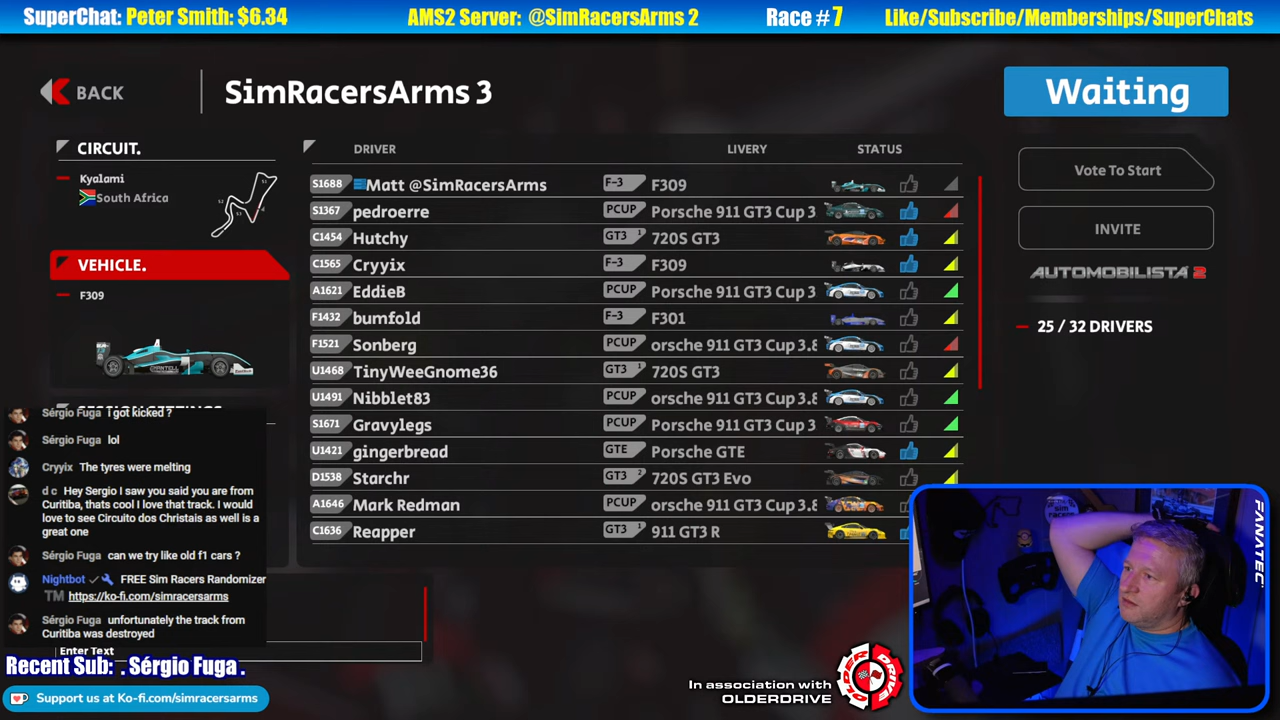 SuperChat: Peter Smith: $6.34
AMS2 Server: @SimRacersArms 2
Race #7
Like/Subscribe/Memberships/SuperChats
BACK
SimRacersArms 3
Waiting
CIRCUIT.
Kyalami
South Africa
VEHICLE.
F309
DRIVER LIVERY STATUS
S1688 Matt @SimRacersArms F-3 F309
S1367 pedroerre PCUP Porsche 911 GT3 Cup 3
C1454 Hutchy GT3 1 720S GT3
C1565 Cryyix F-3 F309
A1621 EddieB PCUP Porsche 911 GT3 Cup 3
F1432 bumfold F-3 F301
F1521 Sonberg PCUP orsche 911 GT3 Cup 3.8
U1468 TinyWeeGnome36 GT3 1 720S GT3
U1491 Nibblet83 PCUP orsche 911 GT3 Cup 3.8
S1671 Gravylegs PCUP Porsche 911 GT3 Cup 3
U1421 gingerbread GTE Porsche GTE
D1538 Starchr GT3 2 720S GT3 Evo
A1646 Mark Redman PCUP orsche 911 GT3 Cup 3.8
C1636 Reapper GT3 1 911 GT3 R
Vote To Start
INVITE
AUTOMOBILISTA 2
25 / 32 DRIVERS
Sérgio Fuga I got kicked ?
Sérgio Fuga lol
Cryyix The tyres were melting
d c Hey Sergio I saw you said you are from
Curitiba, thats cool I love that track. I would
love to see Circuito dos Christais as well is a
great one
Sérgio Fuga can we try like old f1 cars ?
Nightbot FREE Sim Racers Randomizer
TM https://ko-fi.com/simracersarms
Sérgio Fuga unfortunately the track from
Curitiba was destroyed
Enter Text
Recent Sub: . Sérgio Fuga .
Support us at Ko-fi.com/simracersarms
In association with
OLDERDRIVE
OLDER DRIVE
FANATEC